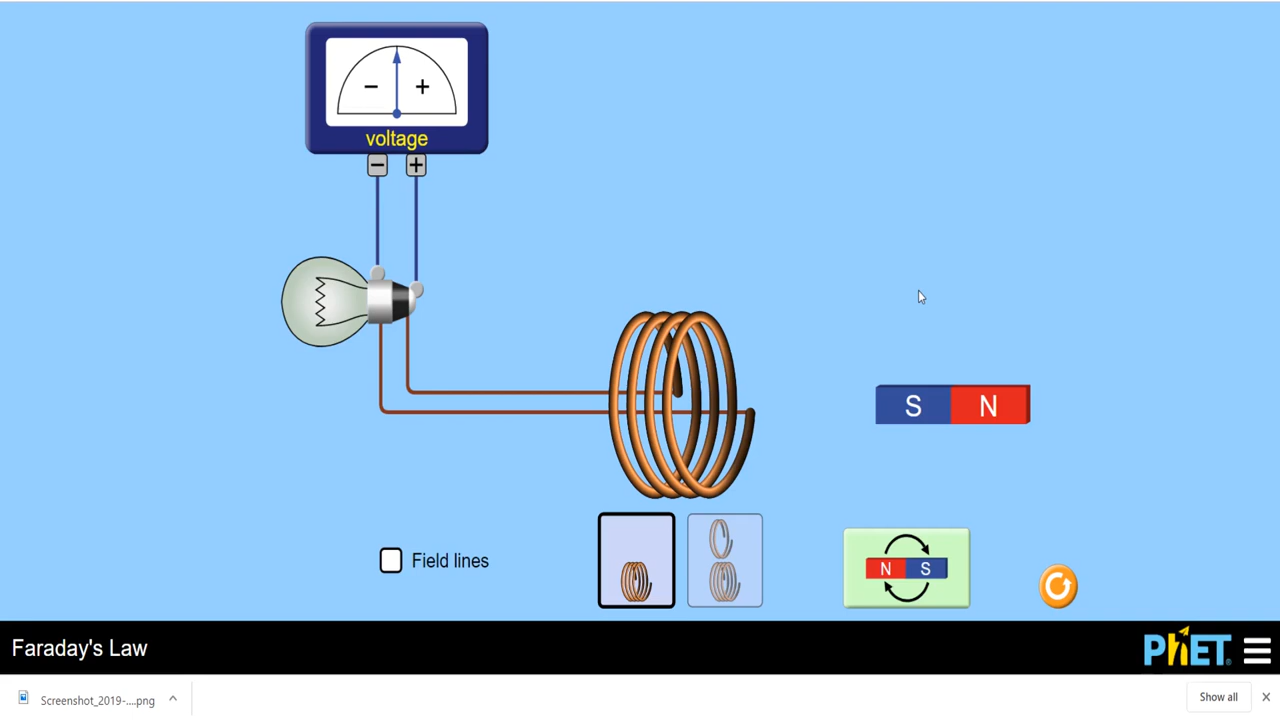 − +
voltage
− +
S N
Field lines
N S
Faraday's Law
PhET
Screenshot_2019-....png
Show all